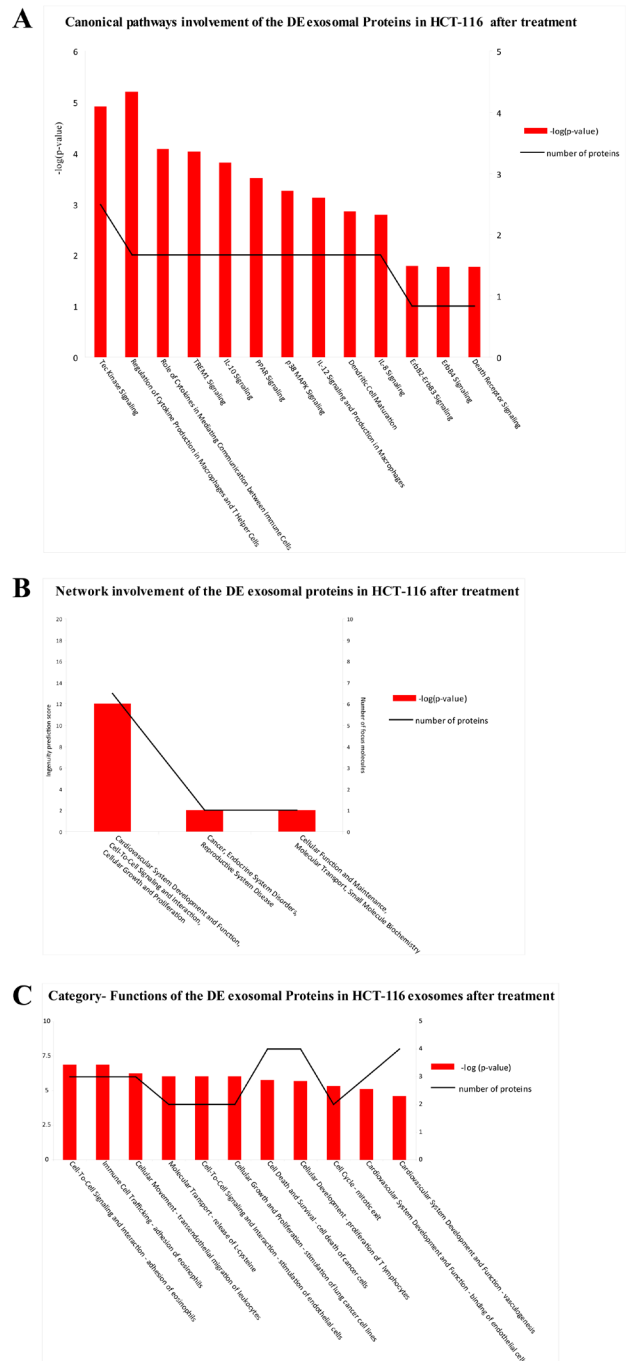 A
Canonical pathways involvement of the DE exosomal Proteins in HCT-116 after treatment
6
5
4
3
2
1
0
-log(p-value)
5
4
3
2
1
0
-log(p-value)
number of proteins
Tec Kinase Signaling
Regulation of Cytokine Production in Macrophages and T Helper Cells
Role of Cytokines in Mediating Communication between Immune Cells
TREM1 Signaling
IL-10 Signaling
PPAR Signaling
p38 MAPK Signaling
IL-12 Signaling and Production in Macrophages
Dendritic Cell Maturation
IL-8 Signaling
ErbB2-ErbB3 Signaling
ErbB4 Signaling
Death Receptor Signaling
B
Network involvement of the DE exosomal proteins in HCT-116 after treatment
20
18
16
14
12
10
8
6
4
2
0
Ingenuity prediction score
10
9
8
7
6
5
4
3
2
1
0
Number of focus molecules
-log(p-value)
number of proteins
Cardiovascular System Development and Function,
Cell-To-Cell Signaling and Interaction,
Cellular Growth and Proliferation
Cancer, Endocrine System Disorders,
Reproductive System Disease
Cellular Function and Maintenance,
Molecular Transport, Small Molecule Biochemistry
C
Category- Functions of the DE exosomal Proteins in HCT-116 exosomes after treatment
10
7.5
5
2.5
0
5
4
3
2
1
0
-log (p-value)
number of proteins
Cell-To-Cell Signaling and Interaction - adhesion of eosinophils
Immune Cell Trafficking - adhesion of eosinophils
Cellular Movement - transendothelial migration of leukocytes
Molecular Transport - release of L-cysteine
Cell-To-Cell Signaling and Interaction - stimulation of endothelial cells
Cellular Growth and Proliferation - stimulation of lung cancer cell lines
Cell Death and Survival - cell death of cancer cells
Cellular Development - proliferation of T lymphocytes
Cell Cycle - mitotic exit
Cardiovascular System Development and Function - binding of endothelial cell
Cardiovascular System Development and Function - vasculogenesis